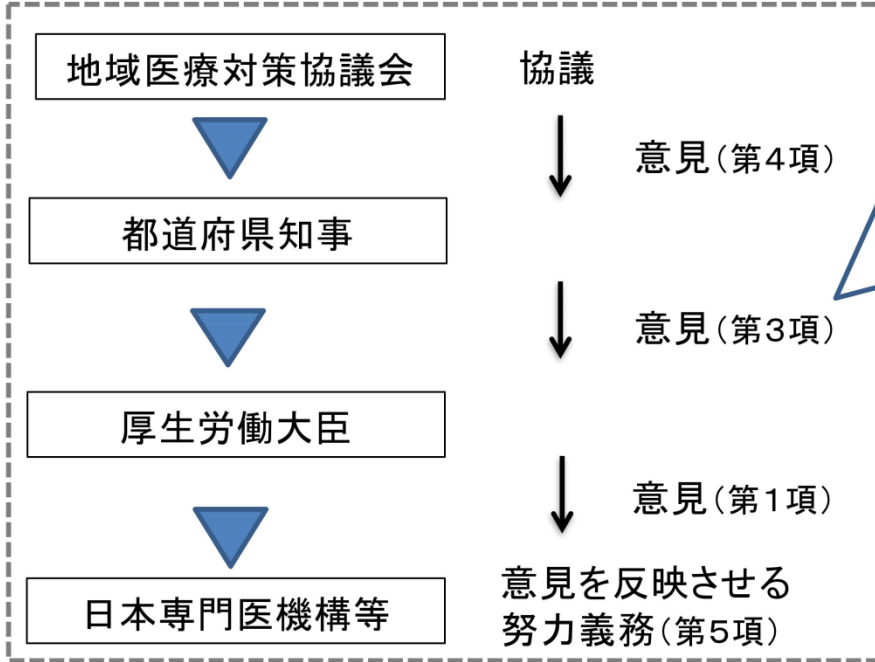 地域医療対策協議会
協議
意見（第４項）
都道府県知事
意見（第３項）
厚生労働大臣
意見（第１項）
日本専門医機構等
意見を反映させる
努力義務（第５項）